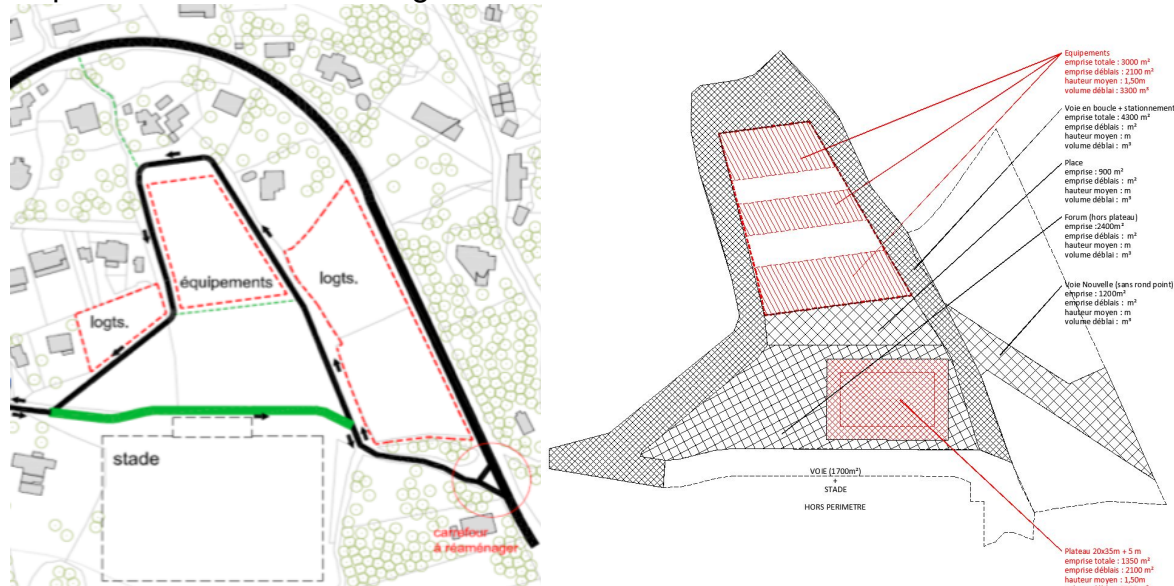 équipements
logts.
logts.
stade
carrefour
à réaménager
Equipements
emprise totale : 3000 m²
emprise déblais : 2100 m²
hauteur moyen : 1,50m
volume déblai : 3300 m³
Voie en boucle + stationnement
emprise totale : 4300 m²
emprise déblais : m²
hauteur moyen : m
volume déblai : m³
Place
emprise : 900 m²
emprise déblais : m²
hauteur moyen : m
volume déblai : m³
Forum (hors plateau)
emprise :2400m²
emprise déblais : m²
hauteur moyen : m
volume déblai : m³
Voie Nouvelle (sans rond point)
emprise : 1200m²
emprise déblais : m²
hauteur moyen : m
volume déblai : m³
VOIE (1700m²)
+
STADE
HORS PERIMETRE
Plateau 20x35m + 5 m
emprise totale : 1350 m²
emprise déblais : 2100 m²
hauteur moyen : 1,50m